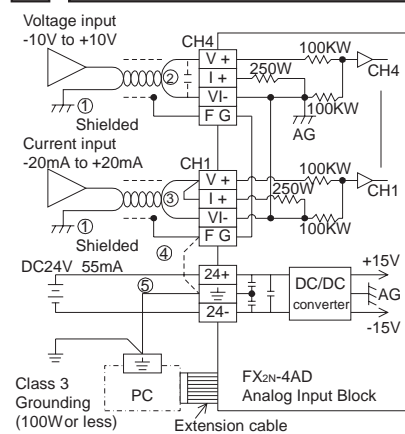 Voltage input
-10V to +10V
CH4
V +
I +
VI-
F G
250W
100KW
100KW
CH4
AG
①
②
Shielded
Current input
-20mA to +20mA
CH1
V +
I +
VI-
F G
250W
100KW
100KW
CH1
①
③
Shielded
④
DC24V 55mA
⑤
24+
24-
DC/DC
converter
+15V
AG
-15V
Class 3
Grounding
(100W or less)
PC
Extension cable
FX2N-4AD
Analog Input Block